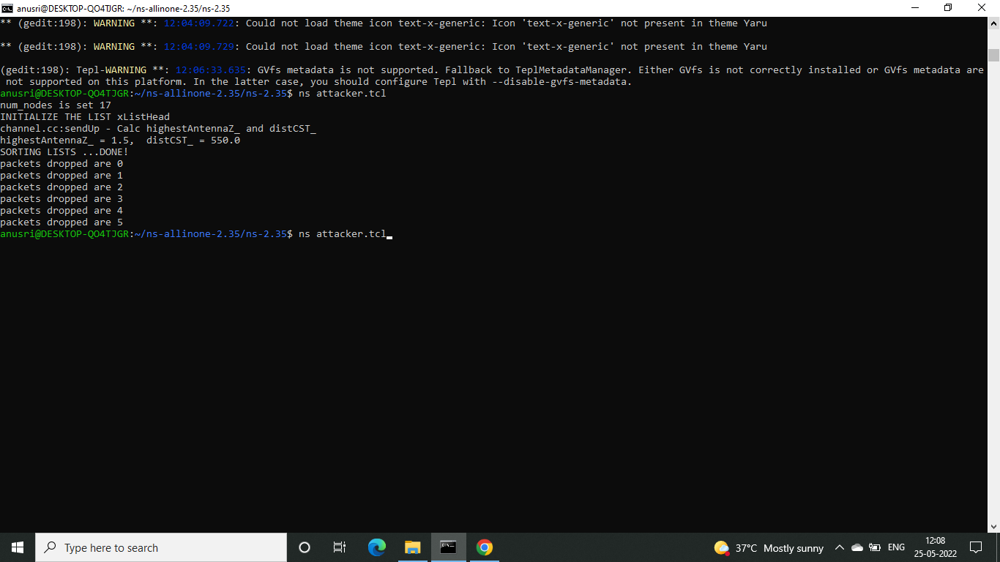 anusri@DESKTOP-QO4TJGR: ~/ns-allinone-2.35/ns-2.35
** (gedit:198): WARNING **: 12:04:09.722: Could not load theme icon text-x-generic: Icon 'text-x-generic' not present in theme Yaru
** (gedit:198): WARNING **: 12:04:09.729: Could not load theme icon text-x-generic: Icon 'text-x-generic' not present in theme Yaru
(gedit:198): Tepl-WARNING **: 12:06:33.635: GVfs metadata is not supported. Fallback to TeplMetadataManager. Either GVfs is not correctly installed or GVfs metadata are
not supported on this platform. In the latter case, you should configure Tepl with --disable-gvfs-metadata.
anusri@DESKTOP-QO4TJGR:~/ns-allinone-2.35/ns-2.35$ ns attacker.tcl
num_nodes is set 17
INITIALIZE THE LIST xListHead
channel.cc:sendUp - Calc highestAntennaZ_ and distCST_
highestAntennaZ_ = 1.5,  distCST_ = 550.0
SORTING LISTS ...DONE!
packets dropped are 0
packets dropped are 1
packets dropped are 2
packets dropped are 3
packets dropped are 4
packets dropped are 5
anusri@DESKTOP-QO4TJGR:~/ns-allinone-2.35/ns-2.35$ ns attacker.tcl
Type here to search
37°C Mostly sunny
ENG
12:08
25-05-2022